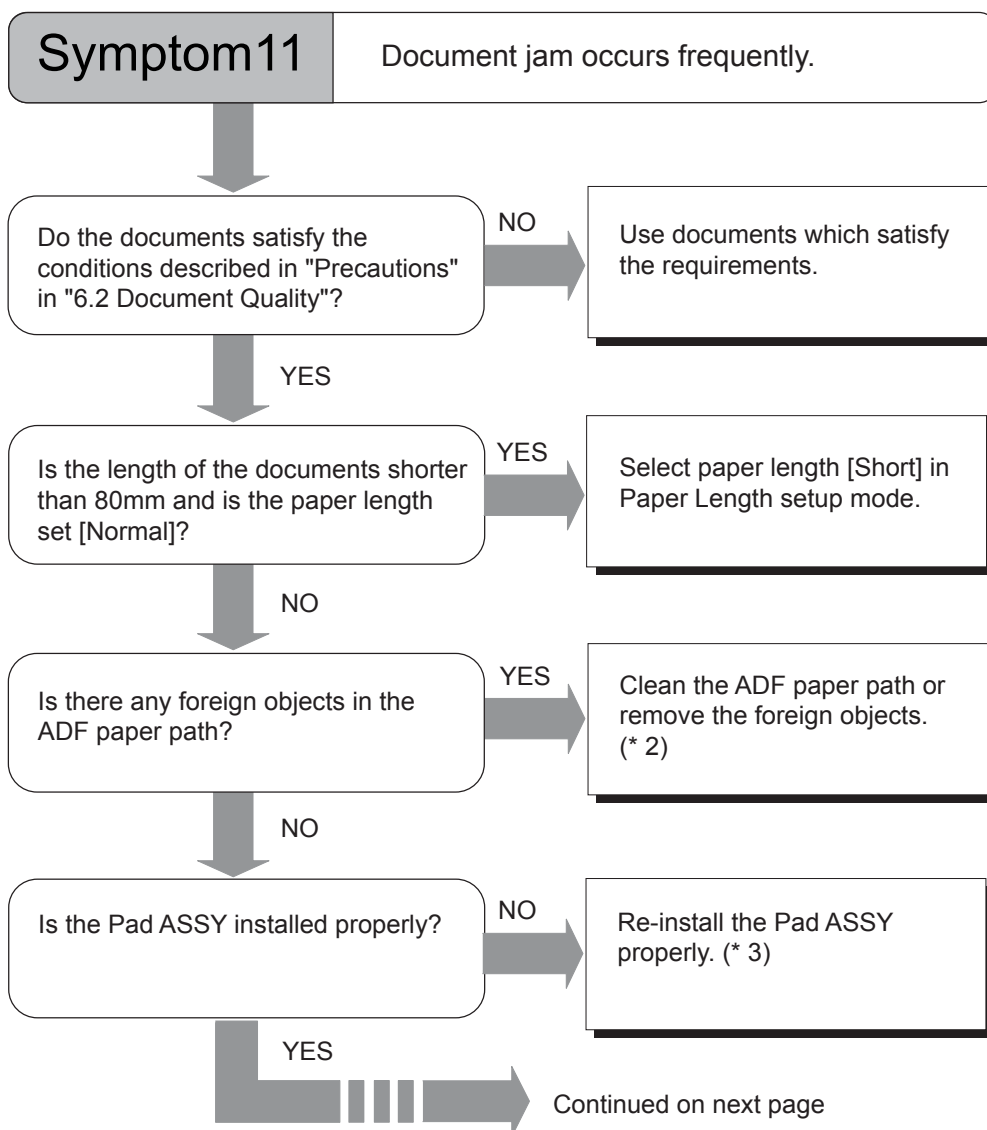 Symptom11
Document jam occurs frequently.
Do the documents satisfy the
conditions described in "Precautions"
in "6.2 Document Quality"?
NO
Use documents which satisfy
the requirements.
YES
Is the length of the documents shorter
than 80mm and is the paper length
set [Normal]?
YES
Select paper length [Short] in
Paper Length setup mode.
NO
Is there any foreign objects in the
ADF paper path?
YES
Clean the ADF paper path or
remove the foreign objects.
(* 2)
NO
Is the Pad ASSY installed properly?
NO
Re-install the Pad ASSY
properly. (* 3)
YES
Continued on next page